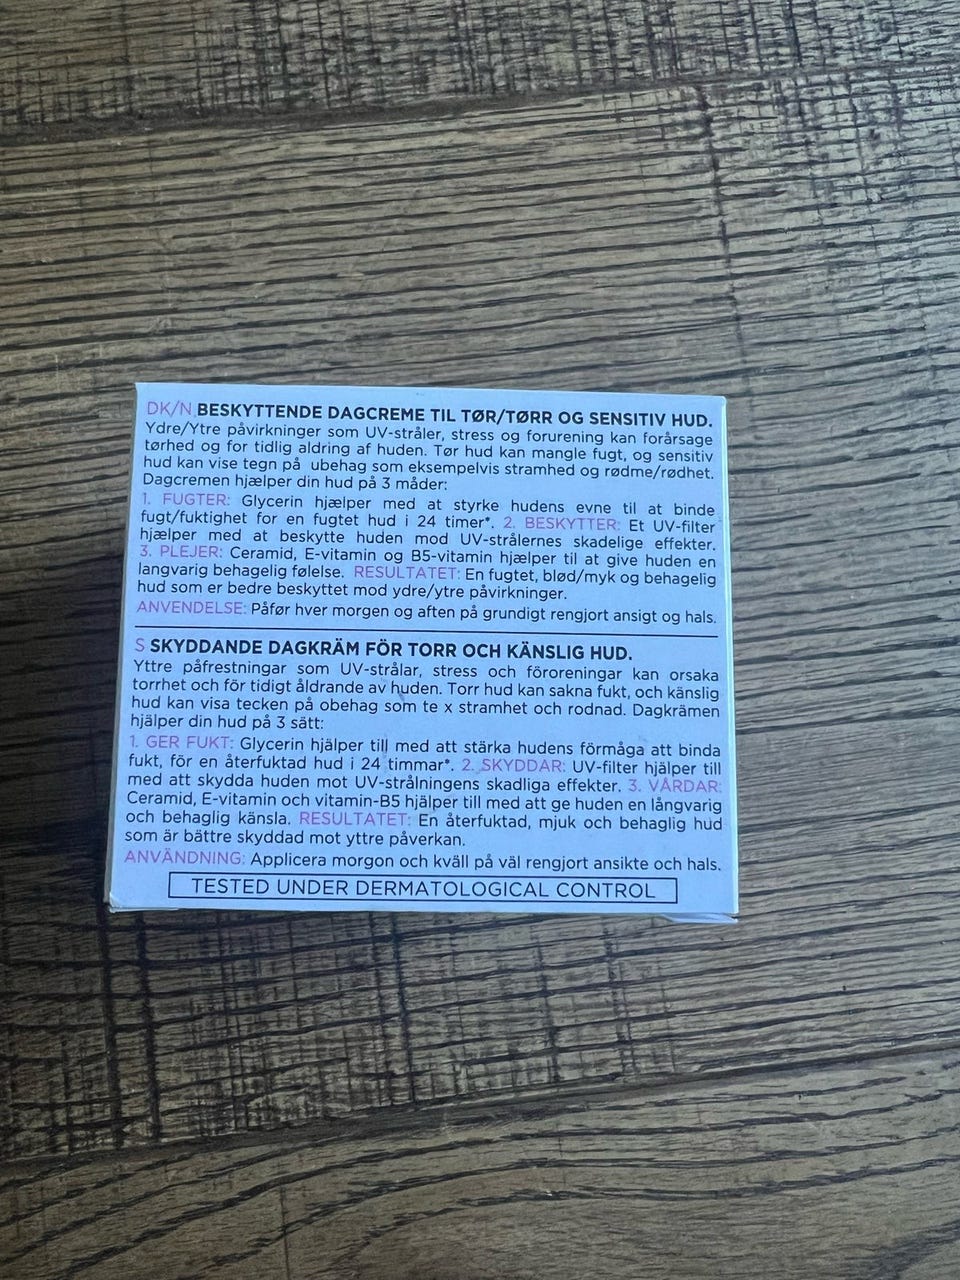 DK/N BESKYTTENDE DAGCREME TIL TØR/TØRR OG SENSITIV HUD.
Ydre/Ytre påvirkninger som UV-stråler, stress og forurening kan forårsage
tørhed og for tidlig aldring af huden. Tør hud kan mangle fugt, og sensitiv
hud kan vise tegn på ubehag som eksempelvis stramhed og rødme/rødhet.
Dagcremen hjælper din hud på 3 måder:
1. FUGTER: Glycerin hjælper med at styrke hudens evne til at binde
fugt/fuktighet for en fugtet hud i 24 timer*. 2. BESKYTTER: Et UV-filter
hjælper med at beskytte huden mod UV-strålernes skadelige effekter.
3. PLEJER: Ceramid, E-vitamin og B5-vitamin hjælper til at give huden en
langvarig behagelig følelse. RESULTATET: En fugtet, blød/myk og behagelig
hud som er bedre beskyttet mod ydre/ytre påvirkninger.
ANVENDELSE: Påfør hver morgen og aften på grundigt rengjort ansigt og hals.
S SKYDDANDE DAGKRÄM FÖR TORR OCH KÄNSLIG HUD.
Yttre påfrestningar som UV-strålar, stress och föroreningar kan orsaka
torrhet och för tidigt åldrande av huden. Torr hud kan sakna fukt, och känslig
hud kan visa tecken på obehag som te x stramhet och rodnad. Dagkrämen
hjälper din hud på 3 sätt:
1. GER FUKT: Glycerin hjälper till med att stärka hudens förmåga att binda
fukt, för en återfuktad hud i 24 timmar*. 2. SKYDDAR: UV-filter hjälper till
med att skydda huden mot UV-strålningens skadliga effekter. 3. VÅRDAR:
Ceramid, E-vitamin och vitamin-B5 hjälper till med att ge huden en långvarig
och behaglig känsla. RESULTATET: En återfuktad, mjuk och behaglig hud
som är bättre skyddad mot yttre påverkan.
ANVÄNDNING: Applicera morgon och kväll på väl rengjort ansikte och hals.
TESTED UNDER DERMATOLOGICAL CONTROL